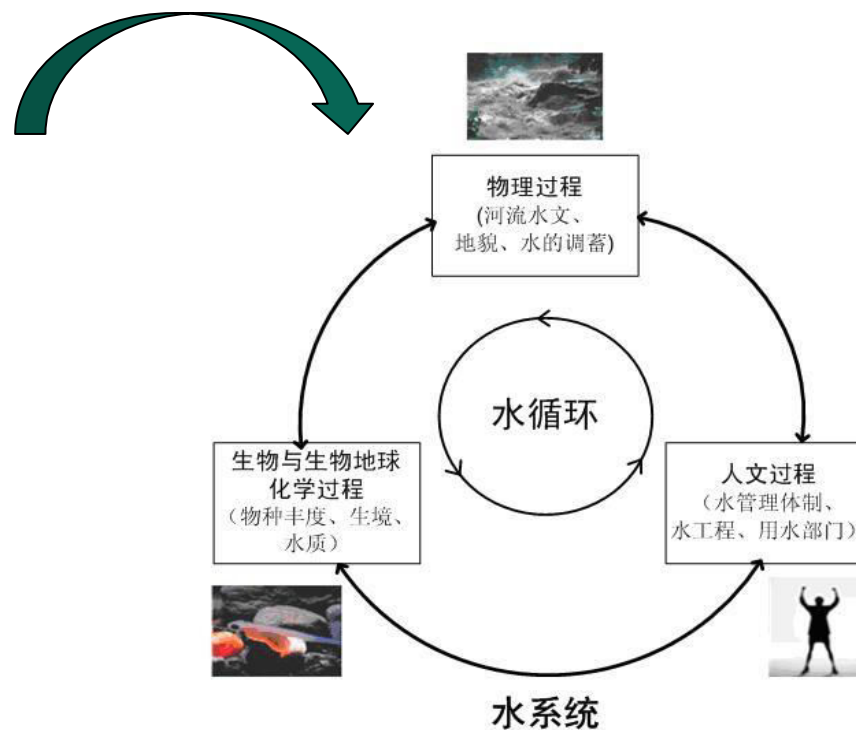 物理过程
(河流水文、
地貌、水的调蓄)
水循环
生物与生物地球
化学过程
（物种丰度、生境、
水质）
人文过程
（水管理体制、
水工程、用水部门）
水系统